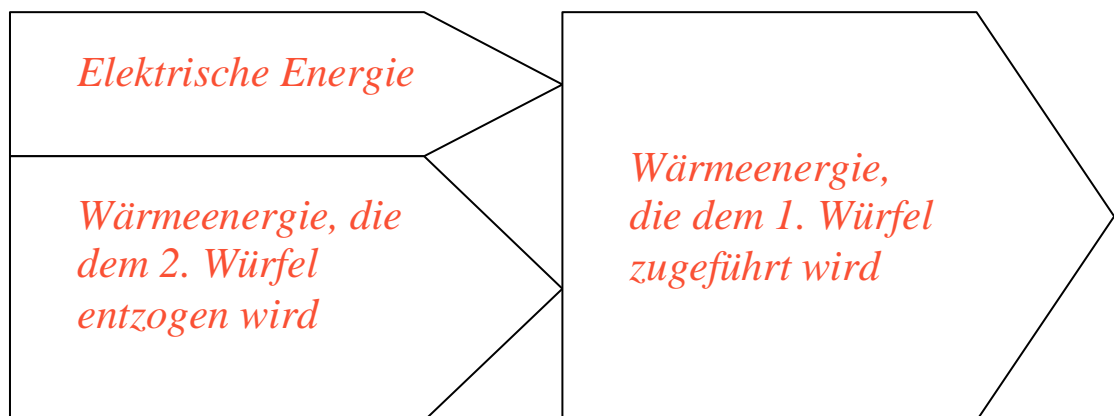 Elektrische Energie
Wärmeenergie, die
dem 2. Würfel
entzogen wird
Wärmeenergie,
die dem 1. Würfel
zugeführt wird